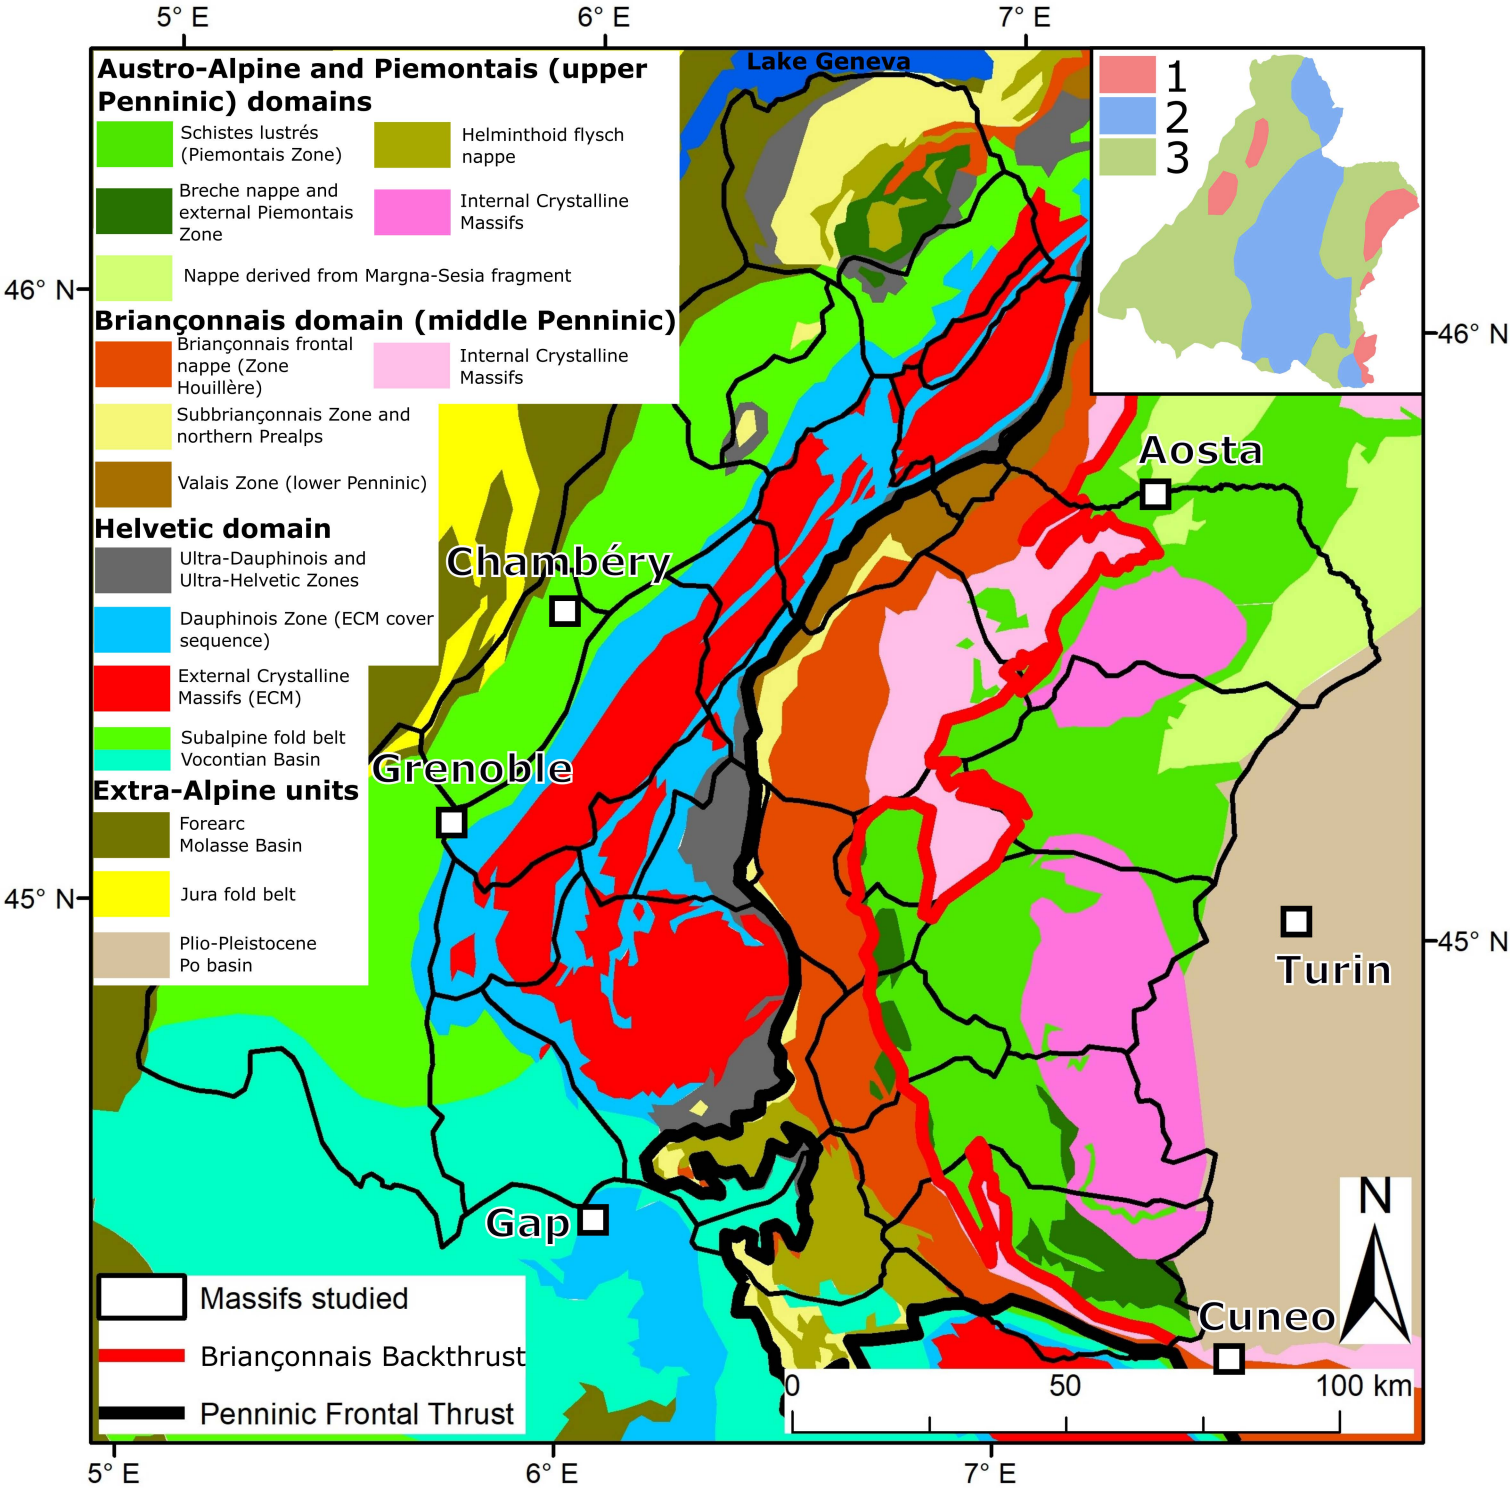 5° E
6° E
7° E
Lake Geneva
Austro-Alpine and Piemontais (upper
Penninic) domains
Schistes lustrés
(Piemontais Zone)
Helminthoid flysch
nappe
Breche nappe and
external Piemontais
Zone
Internal Crystalline
Massifs
Nappe derived from Margna-Sesia fragment
46° N
Briançonnais domain (middle Penninic)
Briançonnais frontal
nappe (Zone
Houillère)
Internal Crystalline
Massifs
Subbriançonnais Zone and
northern Prealps
Valais Zone (lower Penninic)
Helvetic domain
Ultra-Dauphinois and
Ultra-Helvetic Zones
Dauphinois Zone (ECM cover
sequence)
External Crystalline
Massifs (ECM)
Subalpine fold belt
Vocontian Basin
Extra-Alpine units
Forearc
Molasse Basin
45° N
Jura fold belt
Plio-Pleistocene
Po basin
1
2
3
46° N
Aosta
Chambéry
Grenoble
45° N
Turin
Gap
N
Cuneo
Massifs studied
Briançonnais Backthrust
Penninic Frontal Thrust
0
50
100 km
5° E
6° E
7° E